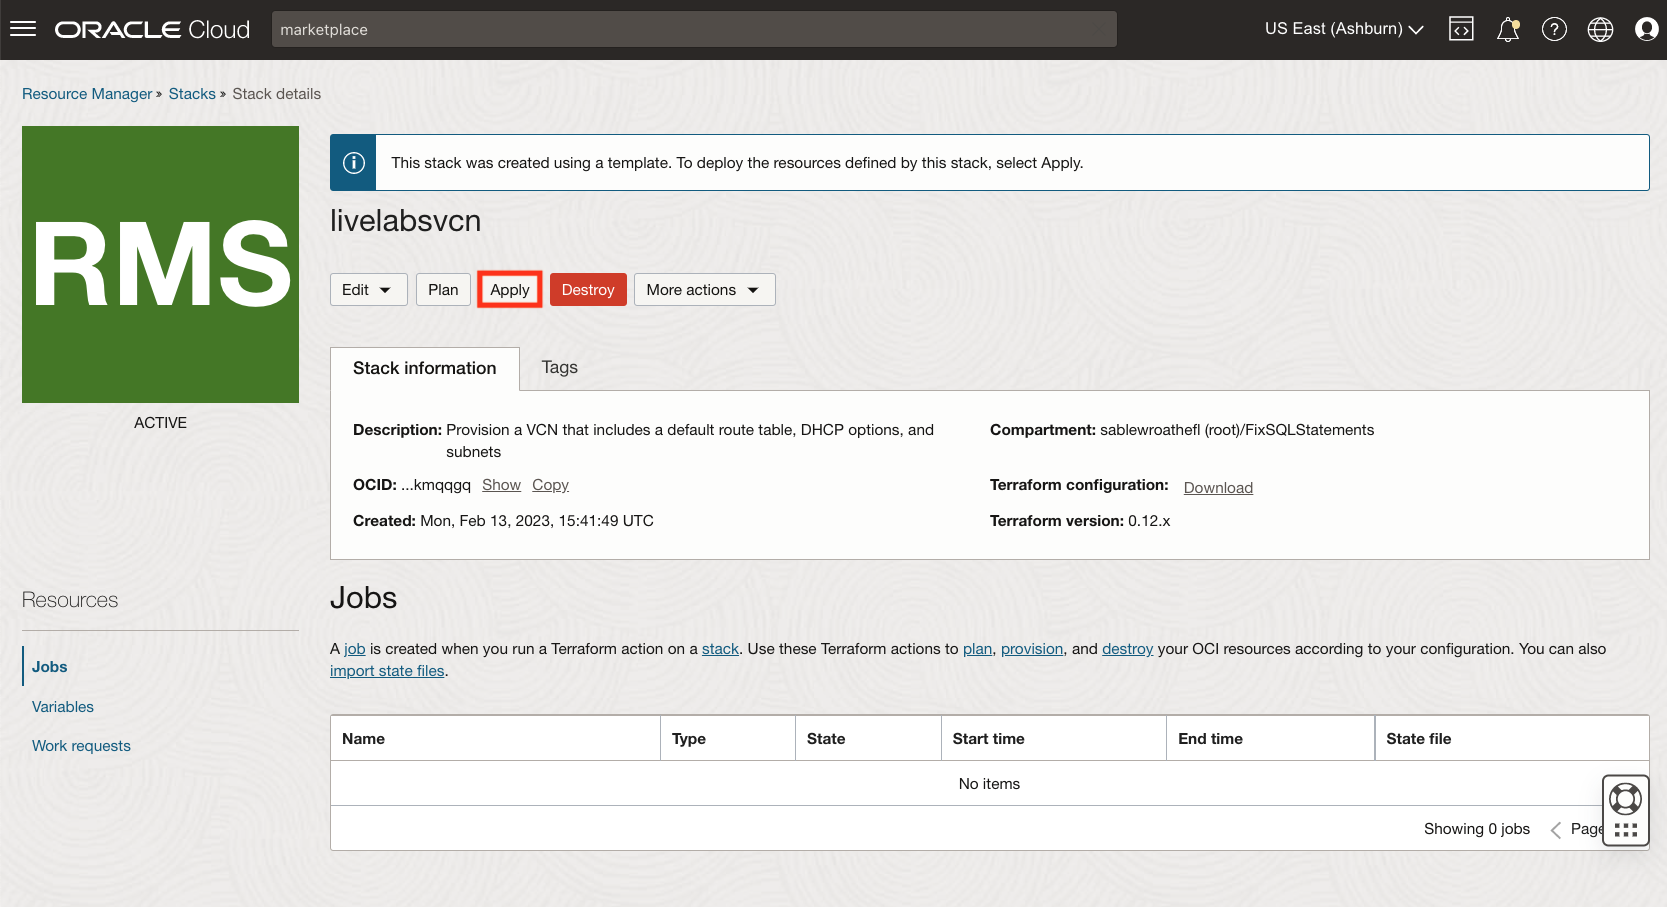 ORACLE Cloud
marketplace
US East (Ashburn)
Resource Manager » Stacks » Stack details
RMS
ACTIVE
This stack was created using a template. To deploy the resources defined by this stack, select Apply.
livelabsvcn
Edit Plan Apply Destroy More actions
Stack information Tags
Description: Provision a VCN that includes a default route table, DHCP options, and
subnets
Compartment: sablewroathefl (root)/FixSQLStatements
OCID: ...kmqqgq Show Copy
Terraform configuration: Download
Created: Mon, Feb 13, 2023, 15:41:49 UTC
Terraform version: 0.12.x
Resources
Jobs
Variables
Work requests
Jobs
A job is created when you run a Terraform action on a stack. Use these Terraform actions to plan, provision, and destroy your OCI resources according to your configuration. You can also
import state files.
Name Type State Start time End time State file
No items
Showing 0 jobs < Page